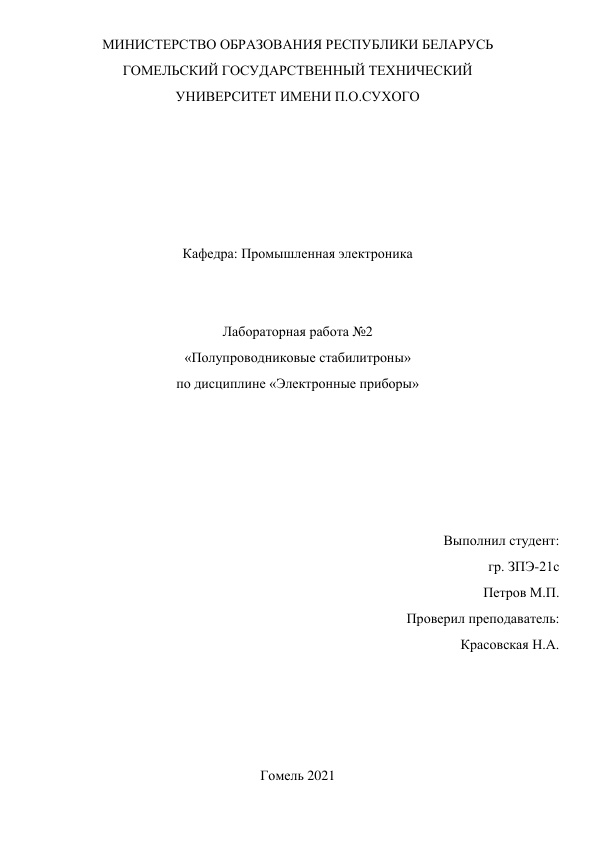 МИНИСТЕРСТВО ОБРАЗОВАНИЯ РЕСПУБЛИКИ БЕЛАРУСЬ
ГОМЕЛЬСКИЙ ГОСУДАРСТВЕННЫЙ ТЕХНИЧЕСКИЙ
УНИВЕРСИТЕТ ИМЕНИ П.О.СУХОГО
Кафедра: Промышленная электроника
Лабораторная работа №2
«Полупроводниковые стабилитроны»
по дисциплине «Электронные приборы»
Выполнил студент:
гр. ЗПЭ-21с
Петров М.П.
Проверил преподаватель:
Красовская Н.А.
Гомель 2021